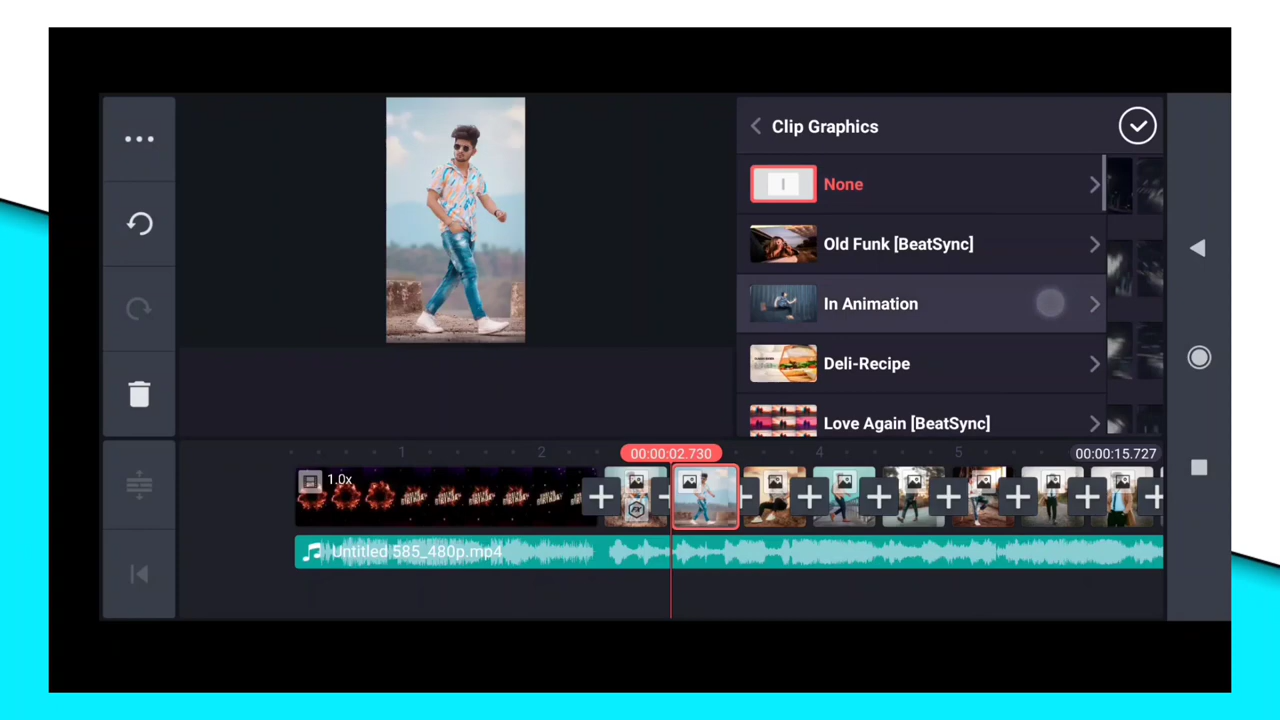 Clip Graphics
None
Old Funk [BeatSync]
In Animation
Deli-Recipe
Love Again [BeatSync]
1
2
00:00:02.730
4
5
00:00:15.727
1.0x
Untitled 585_480p.mp4